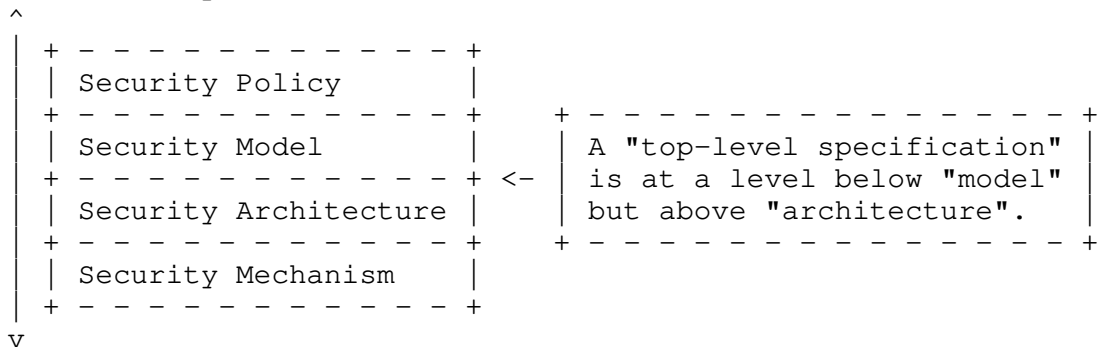 ^
| + - - - - - - - - - - - - +
| | Security Policy |
| + - - - - - - - - - - - - + + - - - - - - - - - - - - - - - +
| | Security Model | | A "top-level specification" |
| + - - - - - - - - - - - - + <- | is at a level below "model" |
| | Security Architecture | | but above "architecture". |
| + - - - - - - - - - - - - + + - - - - - - - - - - - - - - - +
| | Security Mechanism |
| + - - - - - - - - - - - - +
v